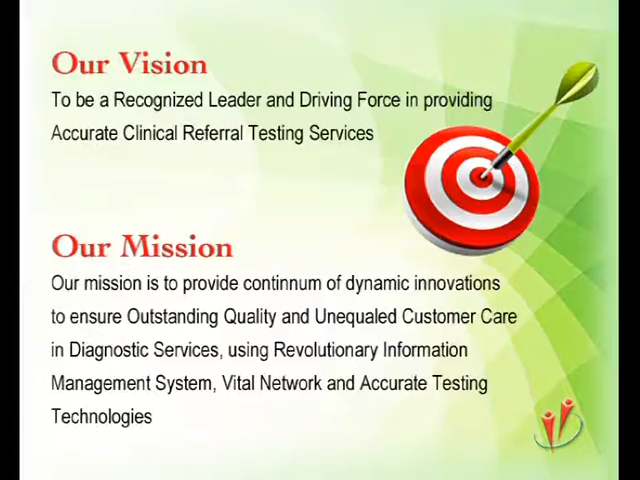 Our Vision
To be a Recognized Leader and Driving Force in providing
Accurate Clinical Referral Testing Services
Our Mission
Our mission is to provide continnum of dynamic innovations
to ensure Outstanding Quality and Unequaled Customer Care
in Diagnostic Services, using Revolutionary Information
Management System, Vital Network and Accurate Testing
Technologies